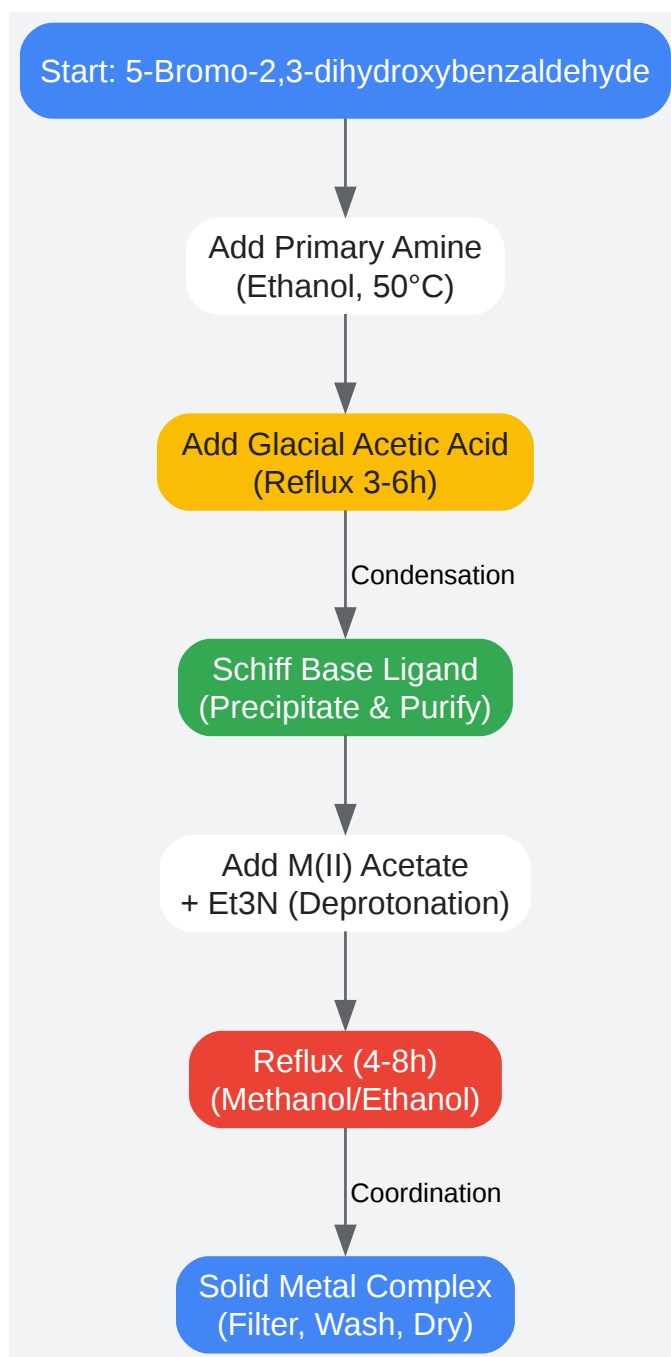 Start: 5-Bromo-2,3-dihydroxybenzaldehyde
Add Primary Amine
(Ethanol, 50°C)
Add Glacial Acetic Acid
(Reflux 3-6h)
Condensation
Schiff Base Ligand
(Precipitate & Purify)
Add M(II) Acetate
+ Et3N (Deprotonation)
Reflux (4-8h)
(Methanol/Ethanol)
Coordination
Solid Metal Complex
(Filter, Wash, Dry)